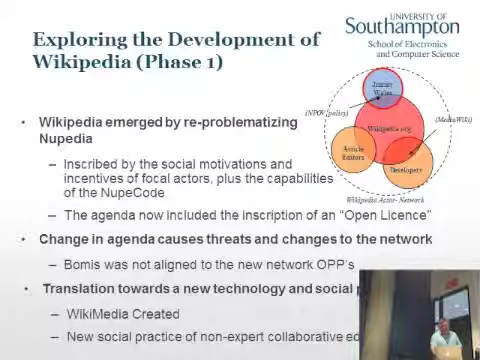 UNIVERSITY OF
Southampton
School of Electronics
and Computer Science
Exploring the Development of
Wikipedia (Phase 1)
Jimmy
Wales
(NPOV policy)
(MediaWiki)
Wikipedia.org
Article
Editors
Developers
Wikipedia Actor- Network
• Wikipedia emerged by re-problematizing
Nupedia
– Inscribed by the social motivations and
incentives of focal actors, plus the capabilities
of the NupeCode
– The agenda now included the inscription of an “Open Licence”
• Change in agenda causes threats and changes to the network
– Bomis was not aligned to the new network OPP’s
• Translation towards a new technology and social
– WikiMedia Created
– New social practice of non-expert collaborative